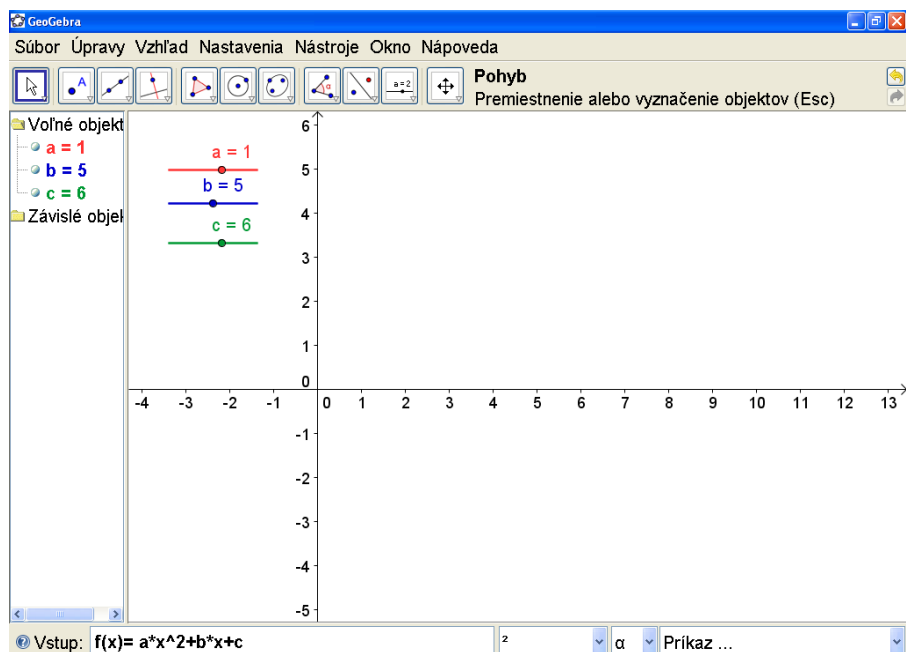 GeoGebra
Súbor Úpravy Vzhľad Nastavenia Nástroje Okno Nápoveda
A
α
a=2
Pohyb
Premiestnenie alebo vyznačenie objektov (Esc)
Voľné objekt
a = 1
b = 5
c = 6
Závislé objek
a = 1
b = 5
c = 6
6
5
4
3
2
1
0
-4 -3 -2 -1 0 1 2 3 4 5 6 7 8 9 10 11 12 13
-1
-2
-3
-4
-5
Vstup: f(x)= a*x^2+b*x+c ² α Príkaz ...